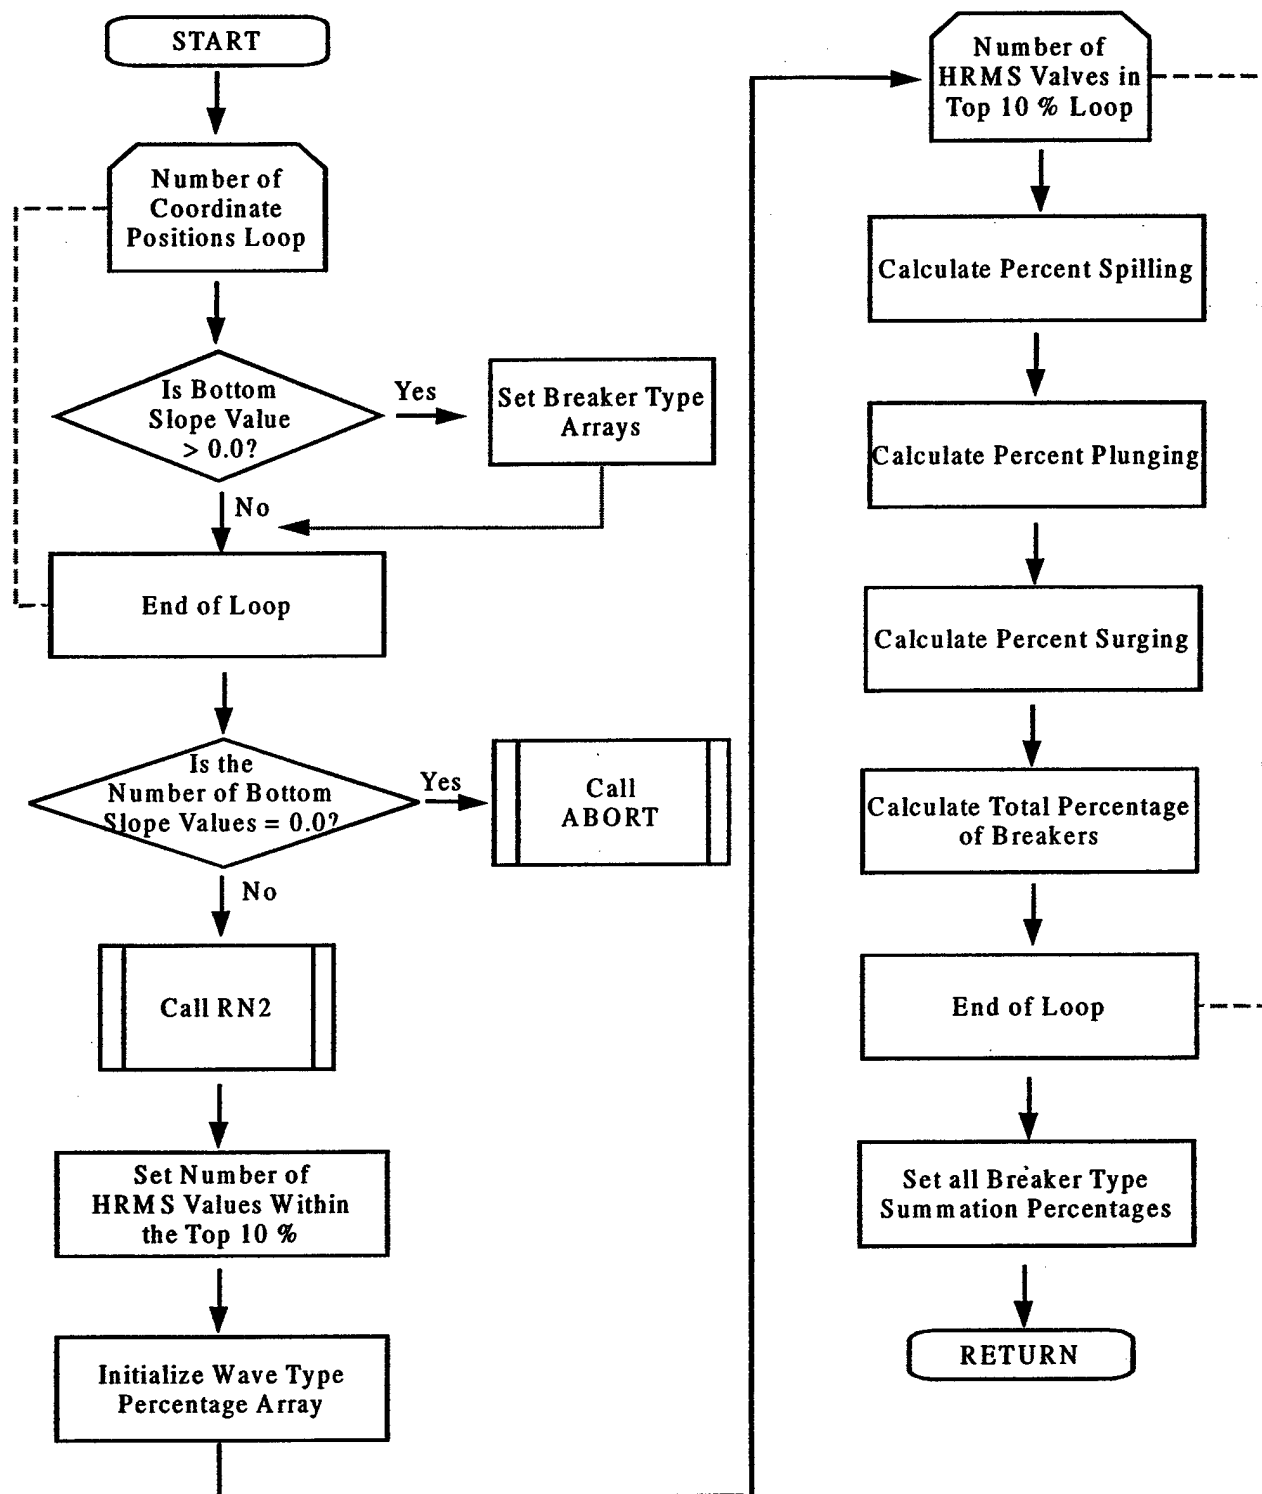 START
Number of
Coordinate
Positions Loop
Is Bottom
Slope Value
> 0.0?
Yes
Set Breaker Type
Arrays
No
End of Loop
Is the
Number of Bottom
Slope Values = 0.0?
Yes
Call
ABORT
No
Call RN2
Set Number of
HRMS Values Within
the Top 10 %
Initialize Wave Type
Percentage Array
Number of
HRMS Valves in
Top 10 % Loop
Calculate Percent Spilling
Calculate Percent Plunging
Calculate Percent Surging
Calculate Total Percentage
of Breakers
End of Loop
Set all Breaker Type
Summation Percentages
RETURN